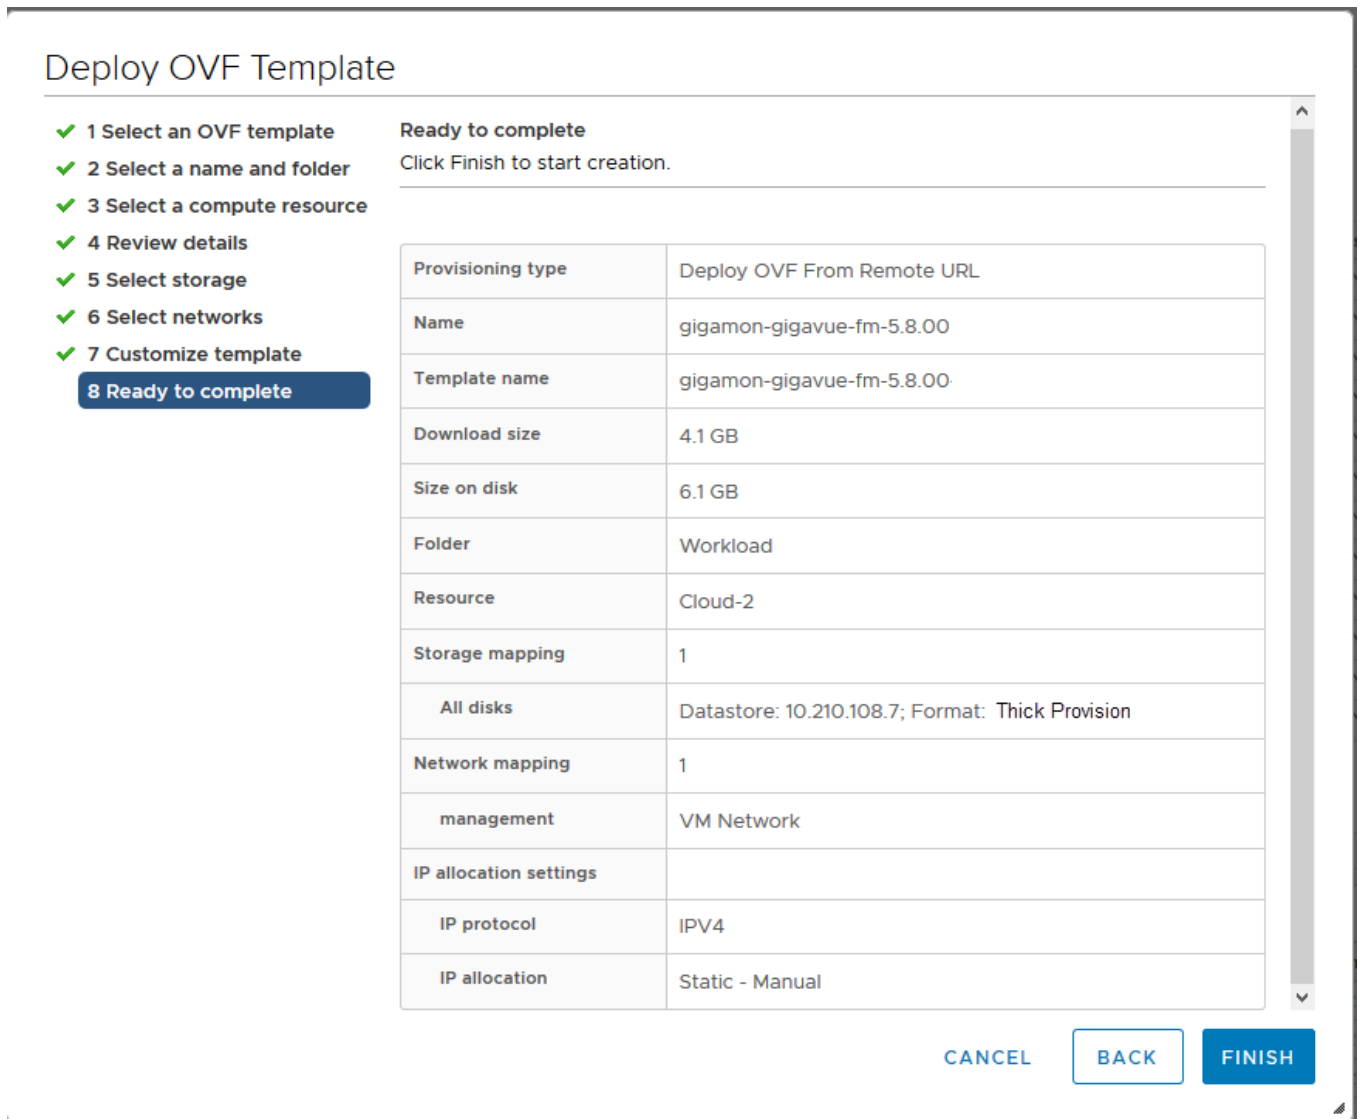 Deploy OVF Template
1 Select an OVF template
2 Select a name and folder
3 Select a compute resource
4 Review details
5 Select storage
6 Select networks
7 Customize template
8 Ready to complete
Ready to complete
Click Finish to start creation.
Provisioning type Deploy OVF From Remote URL
Name gigamon-gigavue-fm-5.8.00
Template name gigamon-gigavue-fm-5.8.00
Download size 4.1 GB
Size on disk 6.1 GB
Folder Workload
Resource Cloud-2
Storage mapping 1
All disks Datastore: 10.210.108.7; Format: Thick Provision
Network mapping 1
management VM Network
IP allocation settings
IP protocol IPV4
IP allocation Static - Manual
CANCEL BACK FINISH